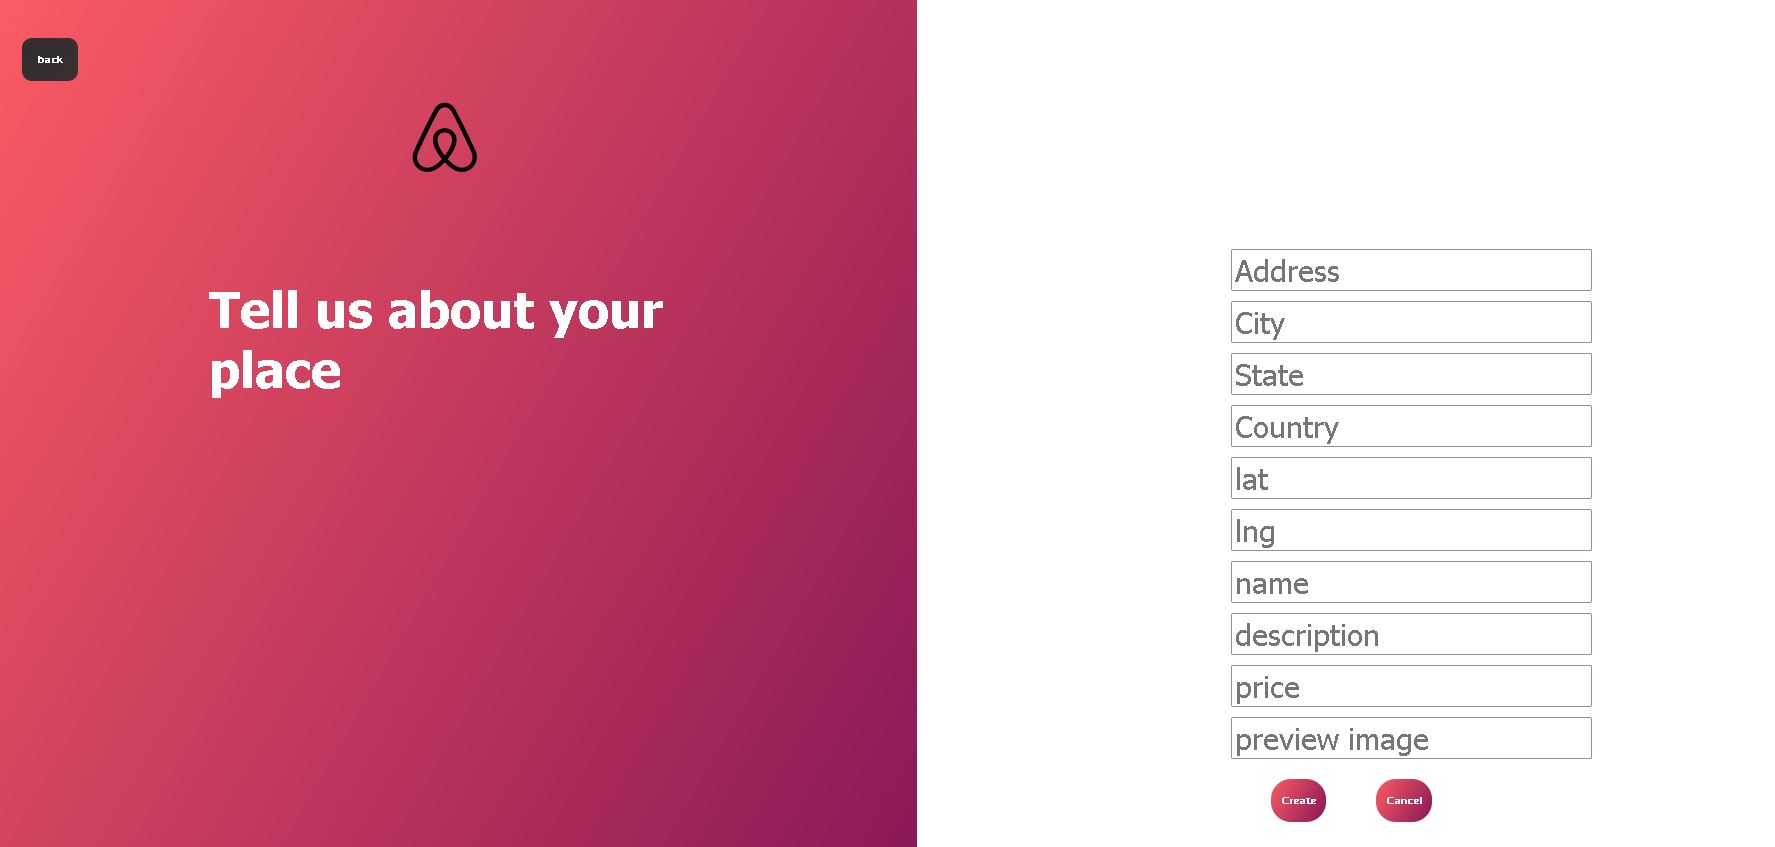 back
Tell us about your
place
Address
City
State
Country
lat
lng
name
description
price
preview image
Create
Cancel